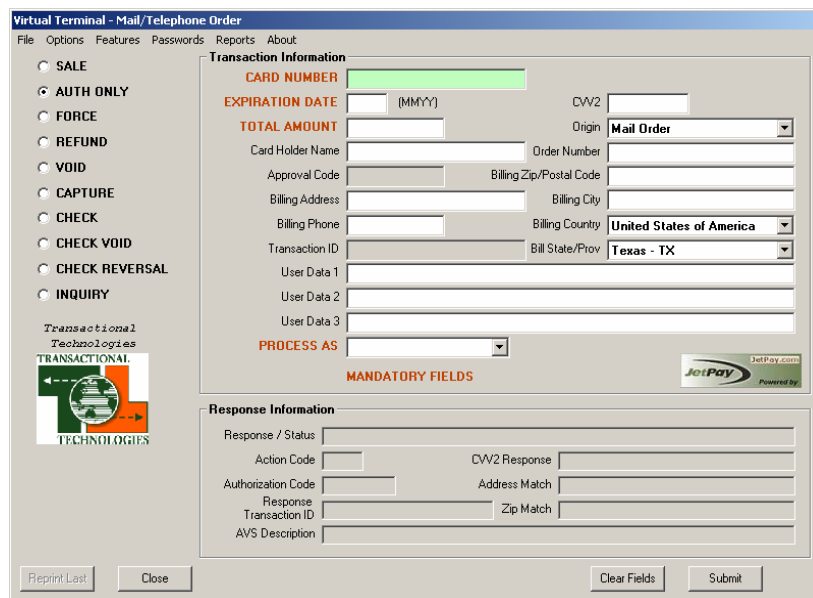 Virtual Terminal - Mail/Telephone Order
File Options Features Passwords Reports About
SALE
AUTH ONLY
FORCE
REFUND
VOID
CAPTURE
CHECK
CHECK VOID
CHECK REVERSAL
INQUIRY
Transactional
Technologies
TRANSACTIONAL
TECHNOLOGIES
Transaction Information
CARD NUMBER
EXPIRATION DATE (MMYY) CVV2
TOTAL AMOUNT Origin Mail Order
Card Holder Name Order Number
Approval Code Billing Zip/Postal Code
Billing Address Billing City
Billing Phone Billing Country United States of America
Transaction ID Bill State/Prov Texas - TX
User Data 1
User Data 2
User Data 3
PROCESS AS
MANDATORY FIELDS
JetPay.com
JetPay
Powered by
Response Information
Response / Status
Action Code CVV2 Response
Authorization Code Address Match
Response
Transaction ID Zip Match
AVS Description
Reprint Last Close Clear Fields Submit